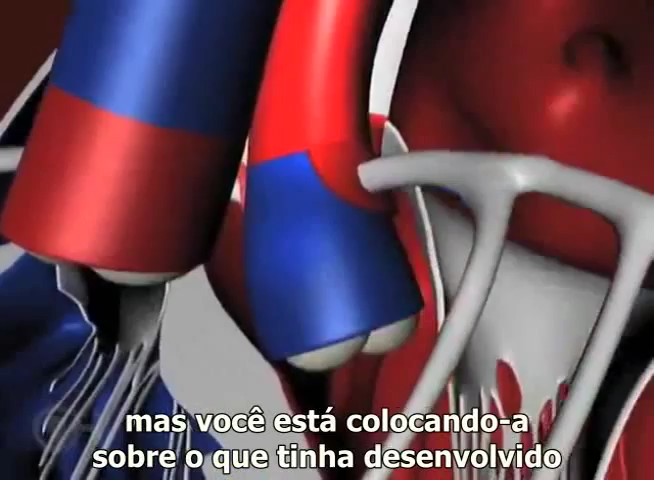 mas você está colocando-a
sobre o que tinha desenvolvido